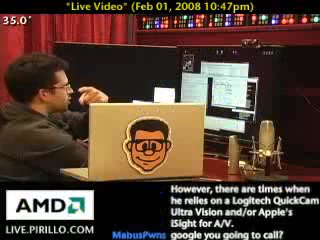 "Live Video" (Feb 01, 2008 10:47pm)
35.0°
However, there are times when
he relies on a Logitech QuickCam
Ultra Vision and/or Apple's
iSight for A/V.
MabusPwns google you going to call?
AMD
LIVE.PIRILLO.COM